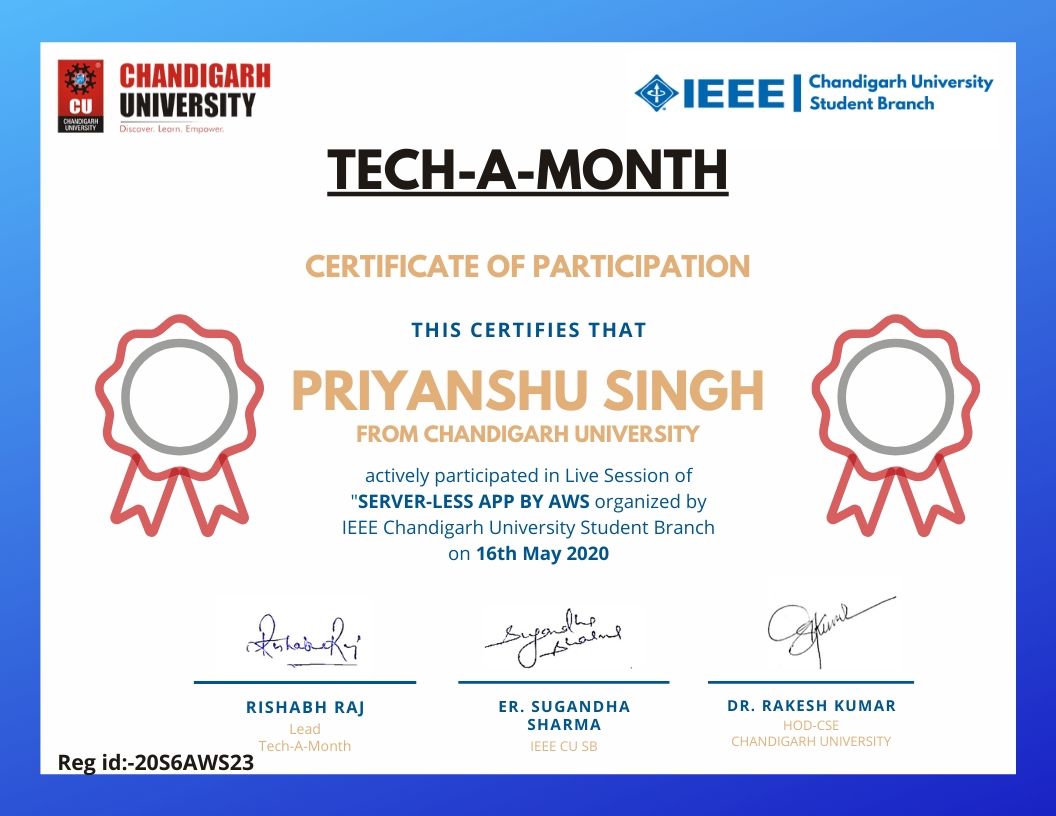 CU
CHANDIGARH
UNIVERSITY
CHANDIGARH
UNIVERSITY
Discover. Learn. Empower.
IEEE
Chandigarh University
Student Branch
TECH-A-MONTH
CERTIFICATE OF PARTICIPATION
THIS CERTIFIES THAT
PRIYANSHU SINGH
FROM CHANDIGARH UNIVERSITY
actively participated in Live Session of
"SERVER-LESS APP BY AWS organized by
IEEE Chandigarh University Student Branch
on 16th May 2020
RishabhRaj
Sugandha
Sharma
RISHABH RAJ
Lead
Tech-A-Month
ER. SUGANDHA
SHARMA
IEEE CU SB
DR. RAKESH KUMAR
HOD-CSE
CHANDIGARH UNIVERSITY
Reg id:-20S6AWS23